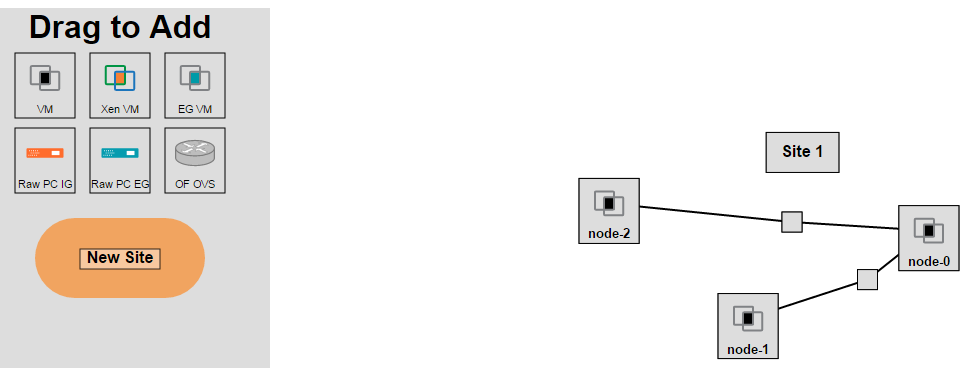 Drag to Add
VM
Xen VM
EG VM
Raw PC IG
Raw PC EG
OF OVS
New Site
Site 1
node-2
node-0
node-1